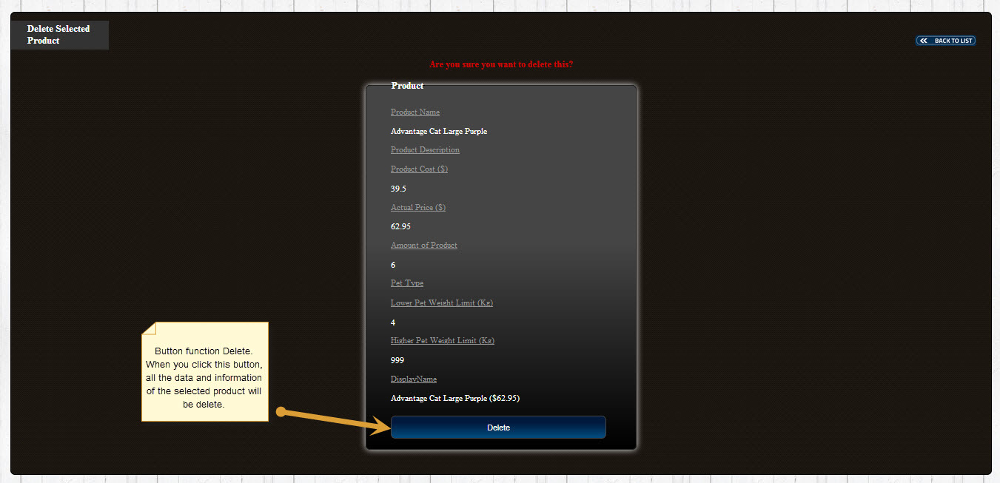 Delete Selected
Product
BACK TO LIST
Are you sure you want to delete this?
Product
Product Name
Advantage Cat Large Purple
Product Description
Product Cost ($)
39.5
Actual Price ($)
62.95
Amount of Product
6
Pet Type
Lower Pet Weight Limit (Kg)
4
Higher Pet Weight Limit (Kg)
999
DisplayName
Advantage Cat Large Purple ($62.95)
Delete
Button function Delete.
When you click this button,
all the data and information
of the selected product will
be delete.